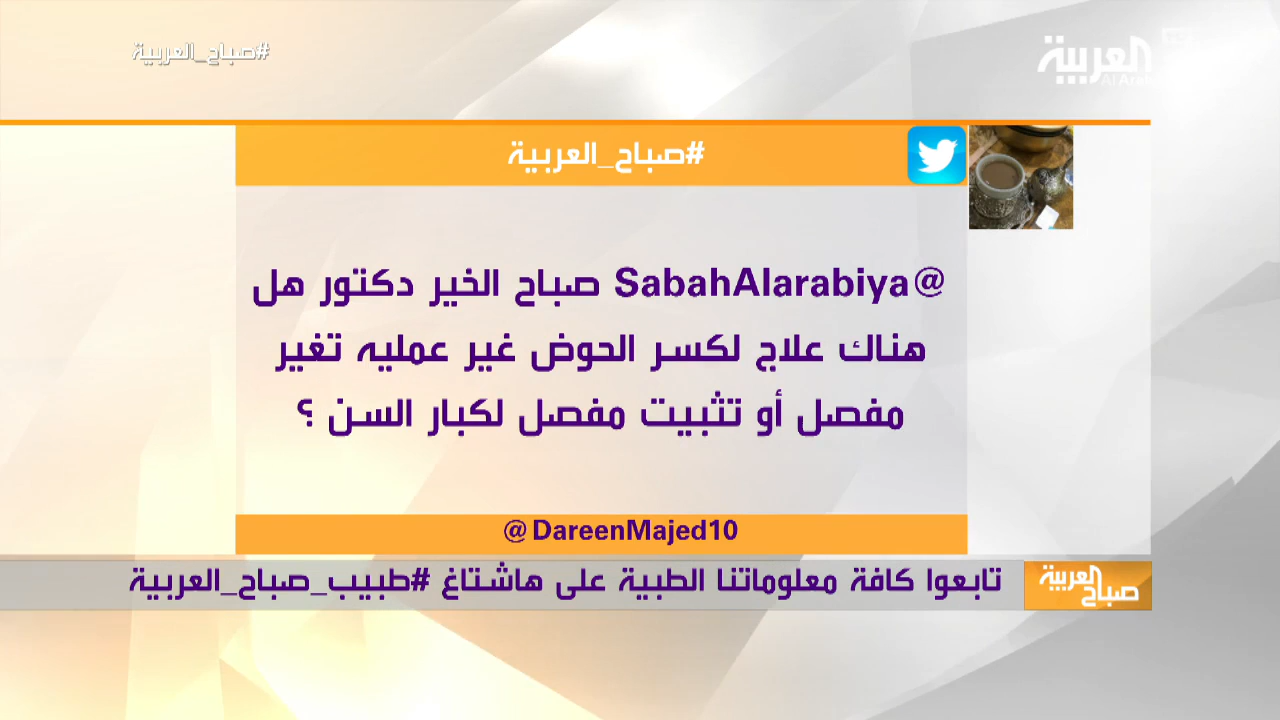 #صباح_العربية
العربية
Al Arab
#صباح_العربية
@SabahAlarabiya صباح الخير دكتور هل
هناك علاج لكسر الحوض غير عمليه تغير
مفصل أو تثبيت مفصل لكبار السن ؟
@DareenMajed10
صباح العربية
تابعوا كافة معلوماتنا الطبية على هاشتاغ #طبيب_صباح_العربية